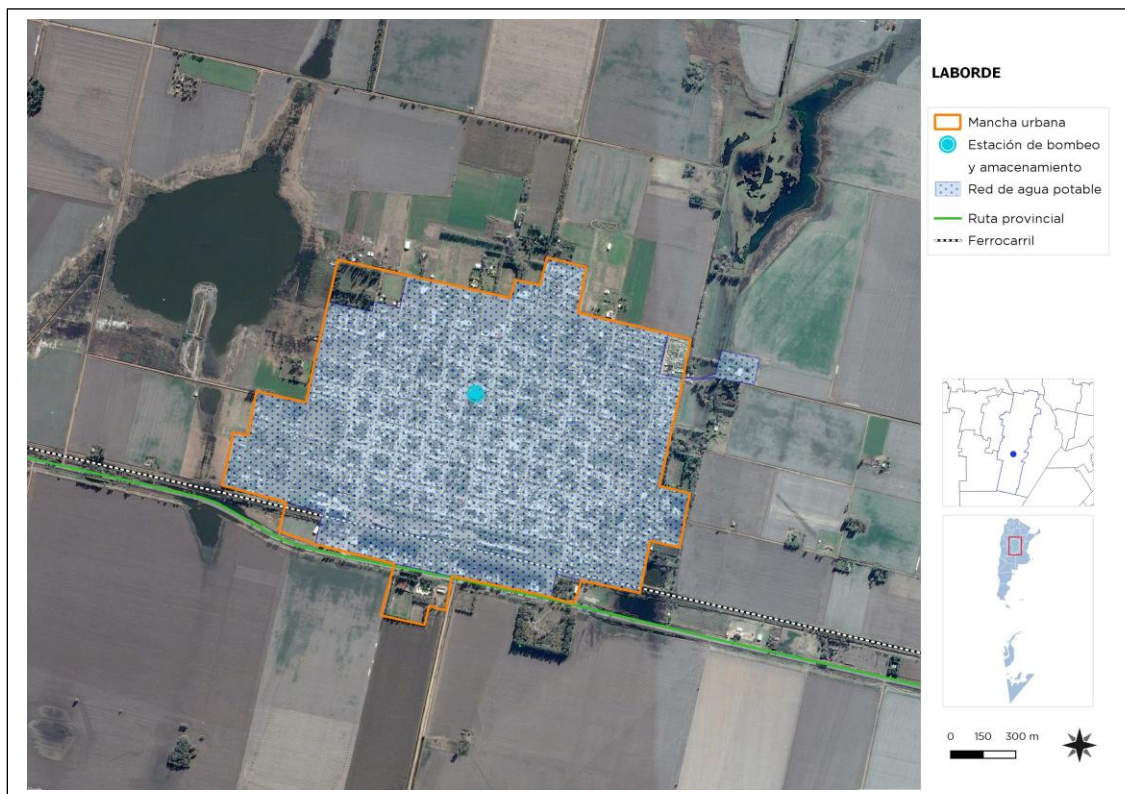 LABORDE
Mancha urbana
Estación de bombeo
y amacenamiento
Red de agua potable
Ruta provincial
Ferrocarril
0 150 300 m